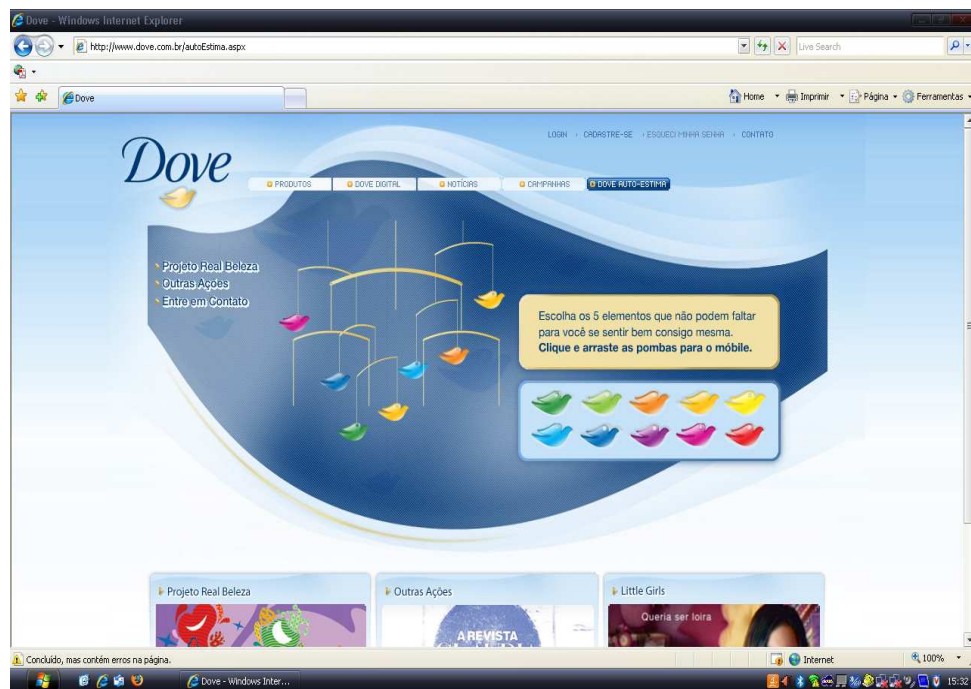 Dove - Windows Internet Explorer
http://www.dove.com.br/autoEstima.aspx
Live Search
Dove
Home
Imprimir
Página
Ferramentas
LOGIN
CADASTRE-SE
ESQUECI MINHA SENHA
CONTATO
Dove
PRODUTOS
DOVE DIGITAL
NOTÍCIAS
CAMPANHAS
DOVE AUTO-ESTIMA
Projeto Real Beleza
Outras Ações
Entre em Contato
Escolha os 5 elementos que não podem faltar
para você se sentir bem consigo mesma.
Clique e arraste as pombas para o móbile.
Projeto Real Beleza
Outras Ações
Little Girls
A REVISTA
Queria ser loira
Concluído, mas contém erros na página.
Internet
100%
Dove - Windows Inter...
15:32